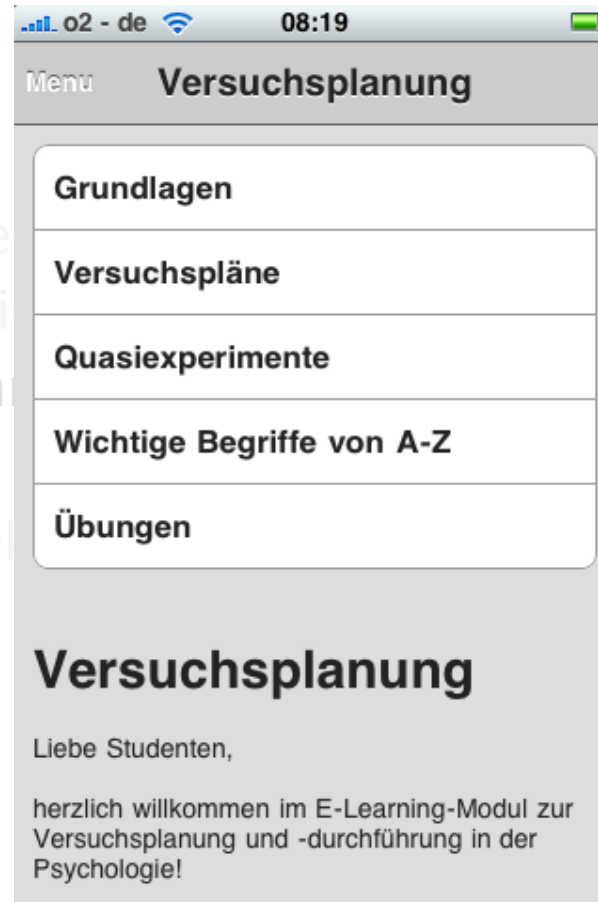 o2 - de 08:19
Menu Versuchsplanung
Grundlagen
Versuchspläne
Quasiexperimente
Wichtige Begriffe von A-Z
Übungen
Versuchsplanung
Liebe Studenten,
herzlich willkommen im E-Learning-Modul zur
Versuchsplanung und -durchführung in der
Psychologie!